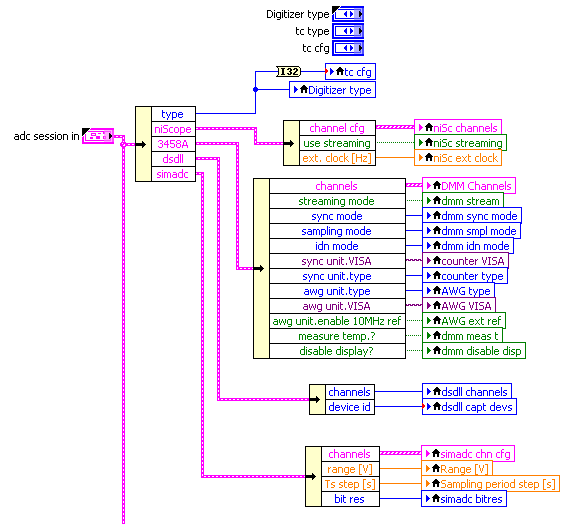 Digitizer type
tc type
tc cfg
I32
tc cfg
Digitizer type
adc session in
type
niScope
3458A
dsdll
simadc
channel cfg
niSc channels
use streaming
niSc streaming
ext. clock [Hz]
niSc ext clock
channels
DMM Channels
streaming mode
dmm stream
sync mode
dmm sync mode
sampling mode
dmm smpl mode
idn mode
dmm idn mode
sync unit.VISA
counter VISA
sync unit.type
counter type
awg unit.type
AWG type
awg unit.VISA
AWG VISA
awg unit.enable 10MHz ref
AWG ext ref
measure temp.?
dmm meas t
disable display?
dmm disable disp
channels
dsdll channels
device id
dsdll capt devs
channels
simadc chn cfg
range [V]
Range [V]
Ts step [s]
Sampling period step [s]
bit res
simadc bitres